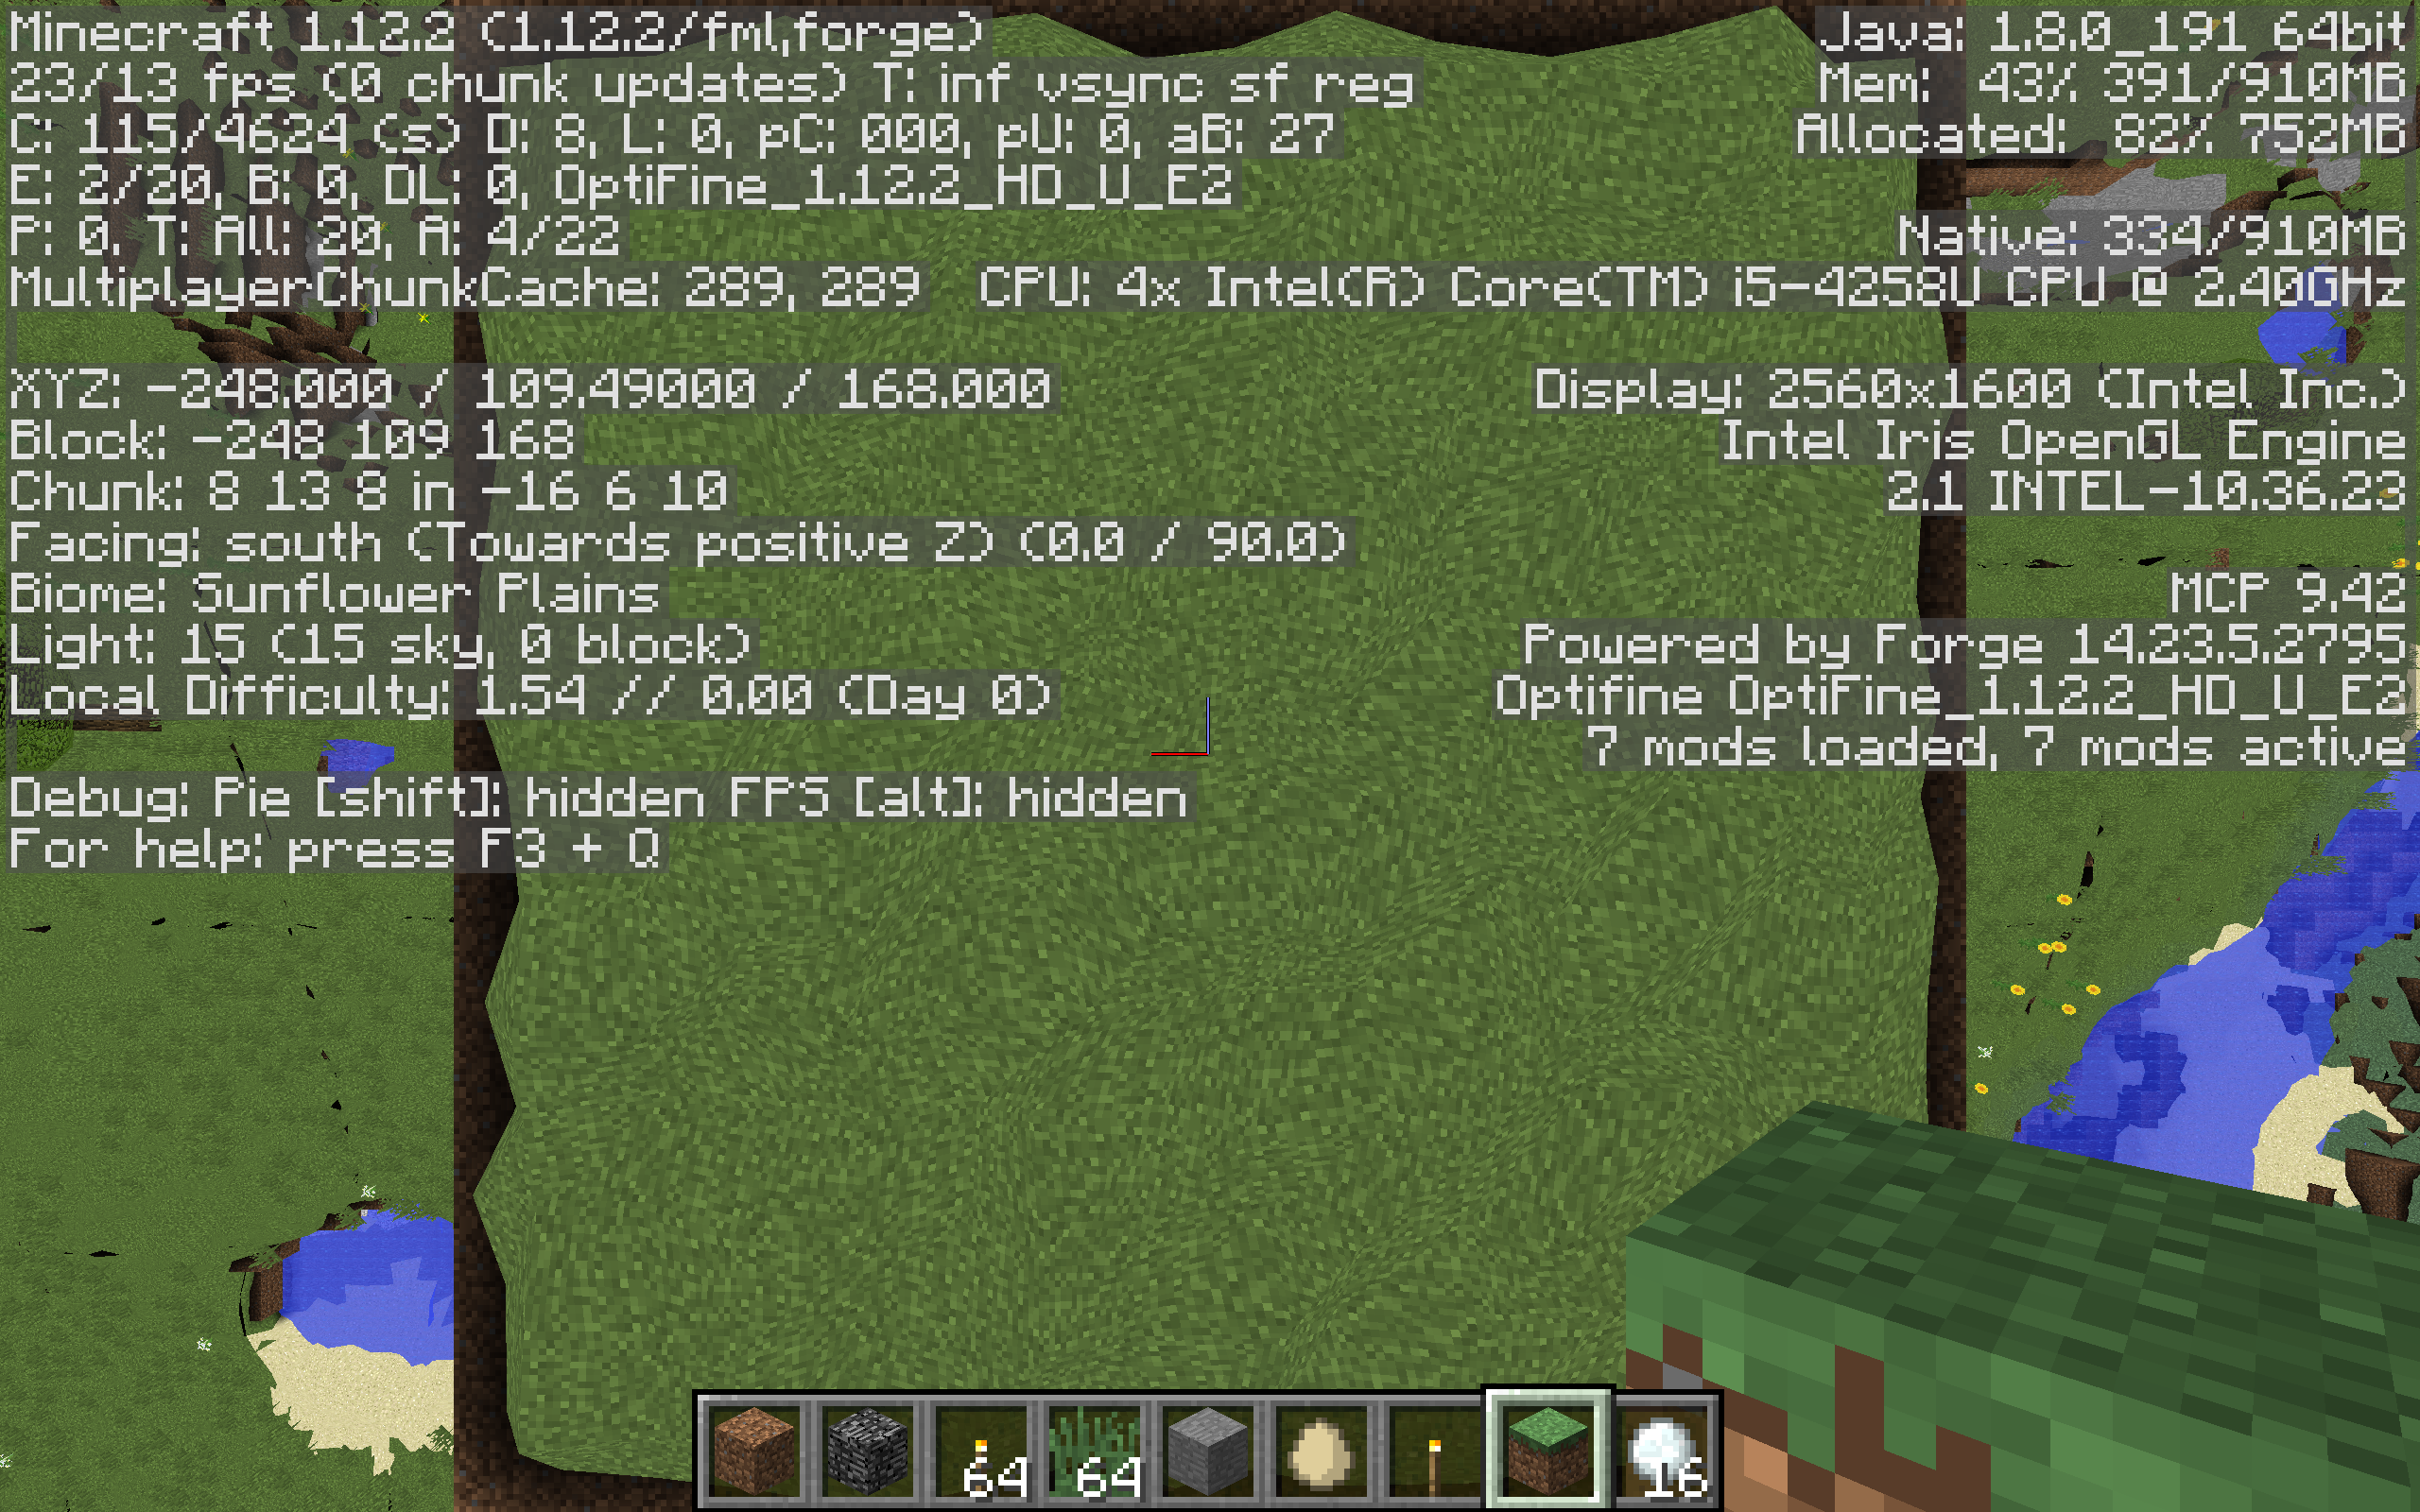 Minecraft 1.12.2 (1.12.2/fml,forge)
23/13 fps (0 chunk updates) T: inf vsync sf reg
C: 115/4624 (s) D: 8, L: 0, pC: 000, pU: 0, aB: 27
E: 2/20, B: 0, DL: 0, OptiFine_1.12.2_HD_U_E2
P: 0, T: All: 20, A: 4/22
MultiplayerChunkCache: 289, 289
XYZ: -248.000 / 109.49000 / 168.000
Block: -248 109 168
Chunk: 8 13 8 in -16 6 10
Facing: south (Towards positive Z) (0.0 / 90.0)
Biome: Sunflower Plains
Light: 15 (15 sky, 0 block)
Local Difficulty: 1.54 // 0.00 (Day 0)
Debug: Pie [shift]: hidden FPS [alt]: hidden
For help: press F3 + Q
Java: 1.8.0_191 64bit
Mem: 43% 391/910MB
Allocated: 82% 752MB
Native: 334/910MB
CPU: 4x Intel(R) Core(TM) i5-4258U CPU @ 2.40GHz
Display: 2560x1600 (Intel Inc.)
Intel Iris OpenGL Engine
2.1 INTEL-10.36.23
MCP 9.42
Powered by Forge 14.23.5.2795
Optifine OptiFine_1.12.2_HD_U_E2
7 mods loaded, 7 mods active
64 64 16